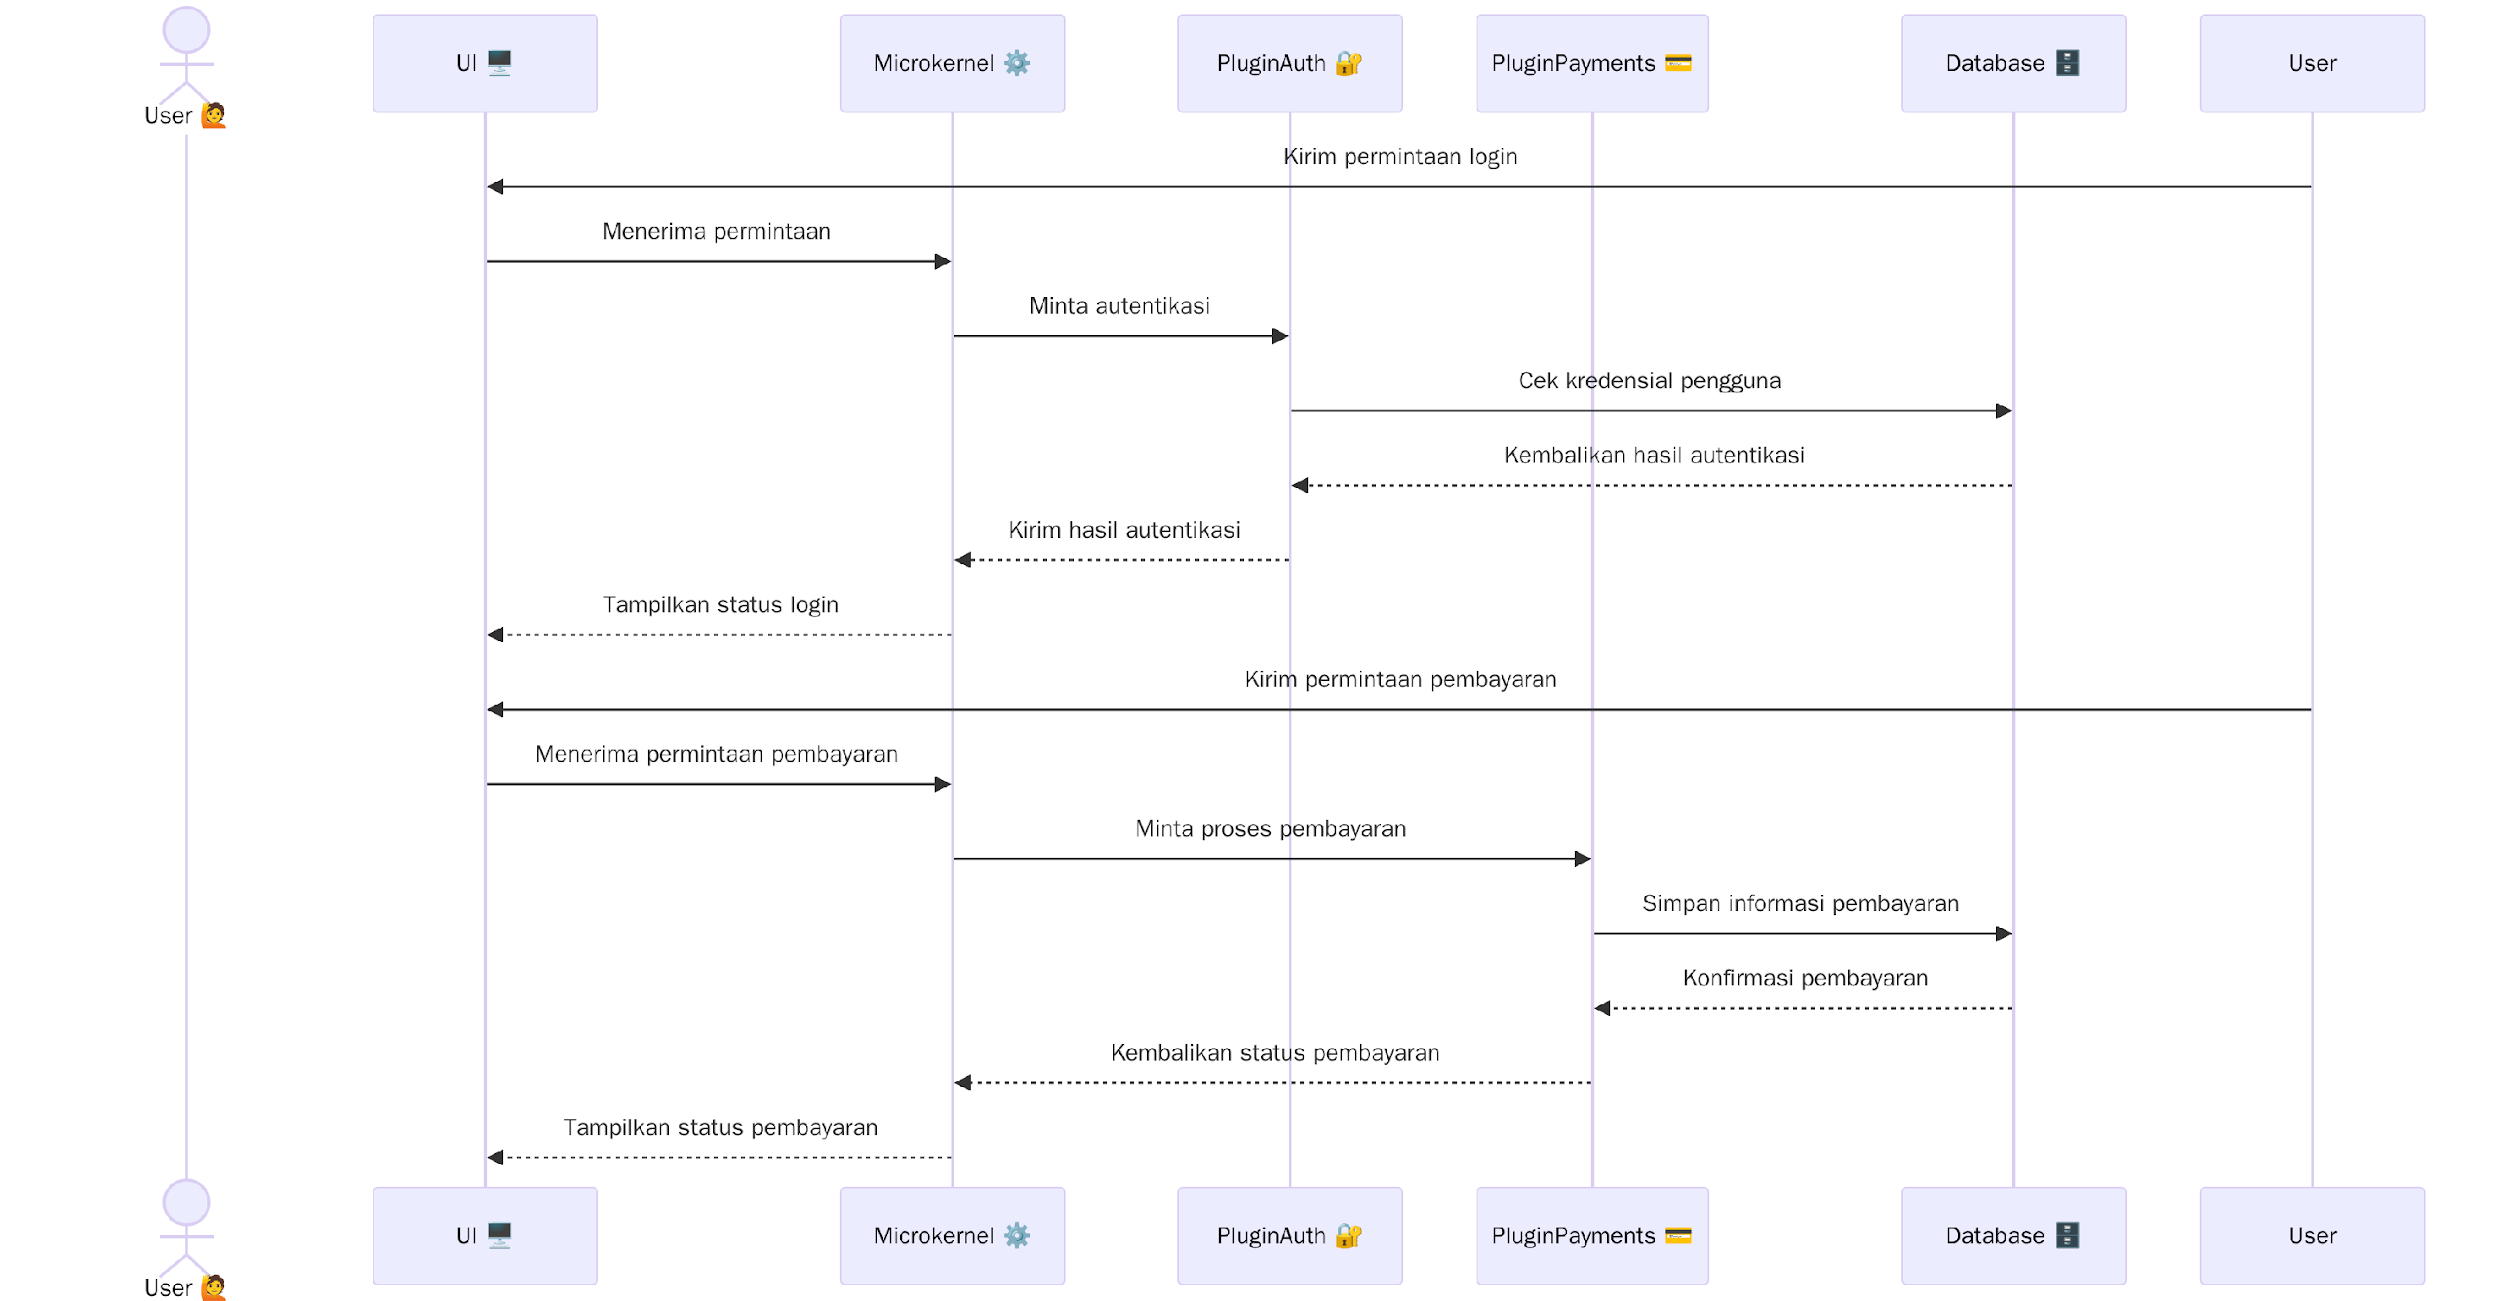 User 🙋
UI 🖥️
Microkernel ⚙️
PluginAuth 🔐
PluginPayments 💳
Database 🗄️
User
Kirim permintaan login
Menerima permintaan
Minta autentikasi
Cek kredensial pengguna
Kembalikan hasil autentikasi
Kirim hasil autentikasi
Tampilkan status login
Kirim permintaan pembayaran
Menerima permintaan pembayaran
Minta proses pembayaran
Simpan informasi pembayaran
Konfirmasi pembayaran
Kembalikan status pembayaran
Tampilkan status pembayaran
User 🙋
UI 🖥️
Microkernel ⚙️
PluginAuth 🔐
PluginPayments 💳
Database 🗄️
User